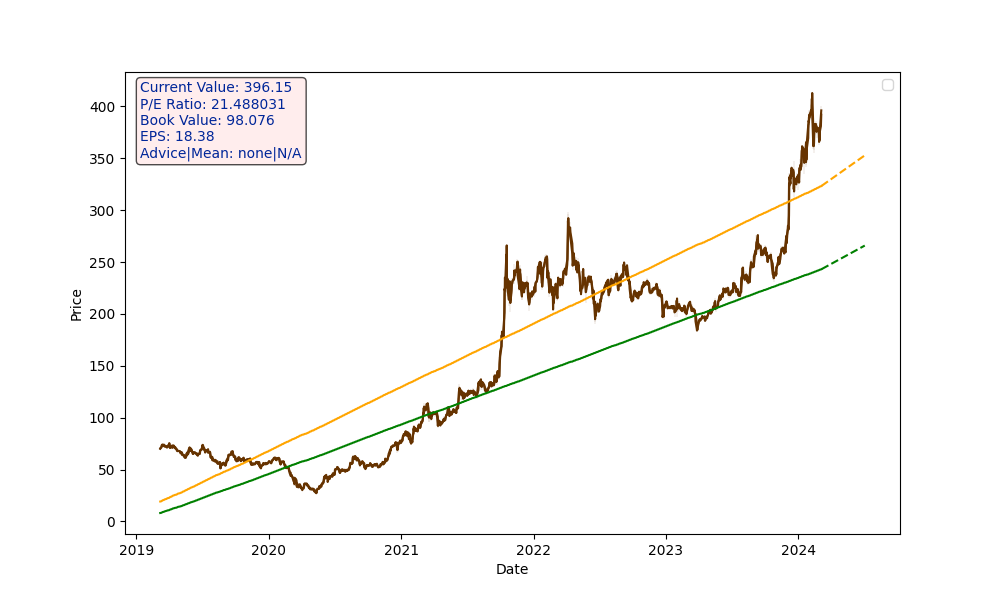 Current Value: 396.15
P/E Ratio: 21.488031
Book Value: 98.076
EPS: 18.38
Advice|Mean: none|N/A
400
350
300
250
200
150
100
50
0
Price
2019 2020 2021 2022 2023 2024
Date